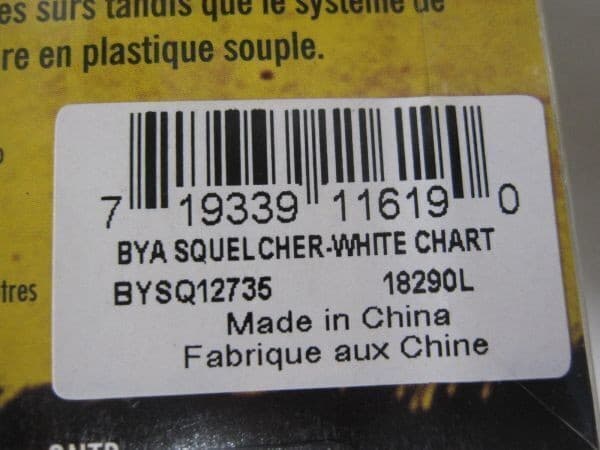 es surs tandis que le système de
re en plastique souple.
7 19339 11619 0
BYA SQUELCHER-WHITE CHART
tres
BYSQ12735 18290L
Made in China
Fabrique aux Chine